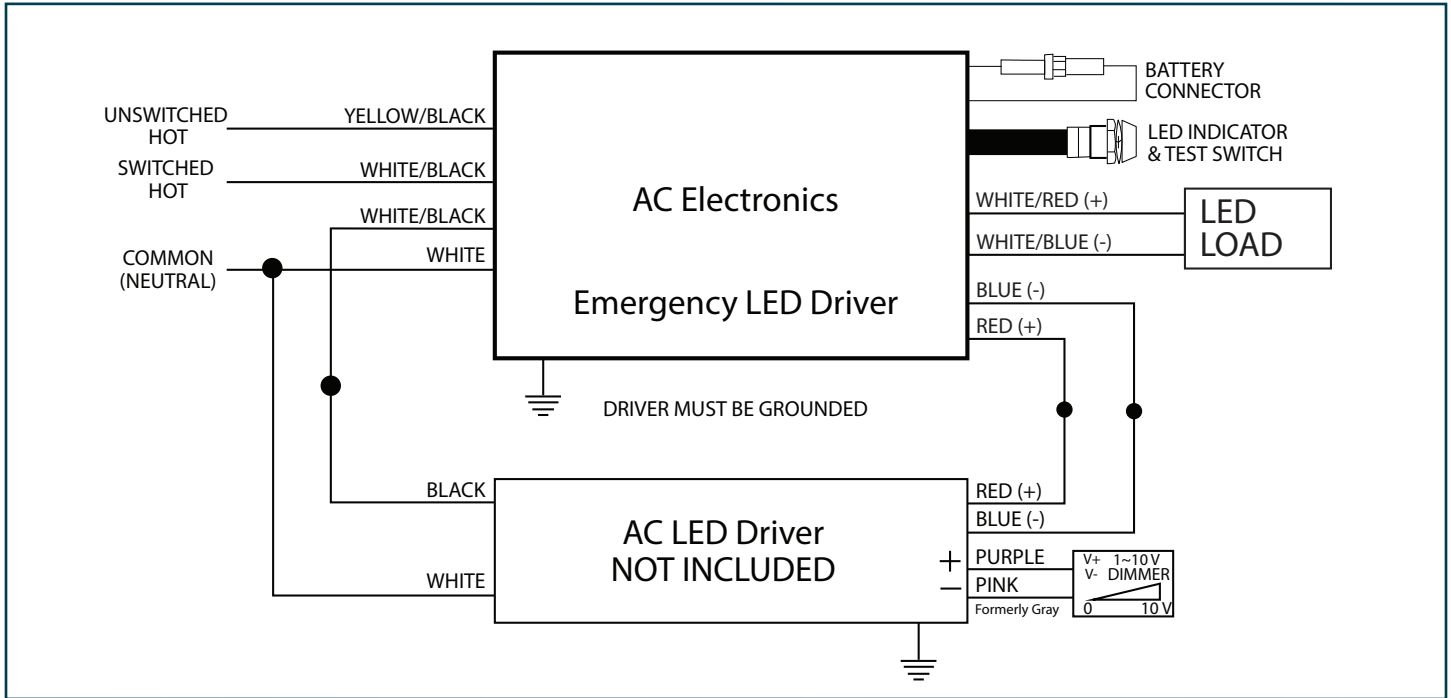 UNSWITCHED
HOT
SWITCHED
HOT
COMMON
(NEUTRAL)
YELLOW/BLACK
WHITE/BLACK
WHITE/BLACK
WHITE
AC Electronics
Emergency LED Driver
BATTERY
CONNECTOR
LED INDICATOR
& TEST SWITCH
WHITE/RED (+)
WHITE/BLUE (-)
LED
LOAD
BLUE (-)
RED (+)
DRIVER MUST BE GROUNDED
BLACK
WHITE
AC LED Driver
NOT INCLUDED
RED (+)
BLUE (-)
+ PURPLE
− PINK
Formerly Gray
V+ 1~10 V
V- DIMMER
0 10 V